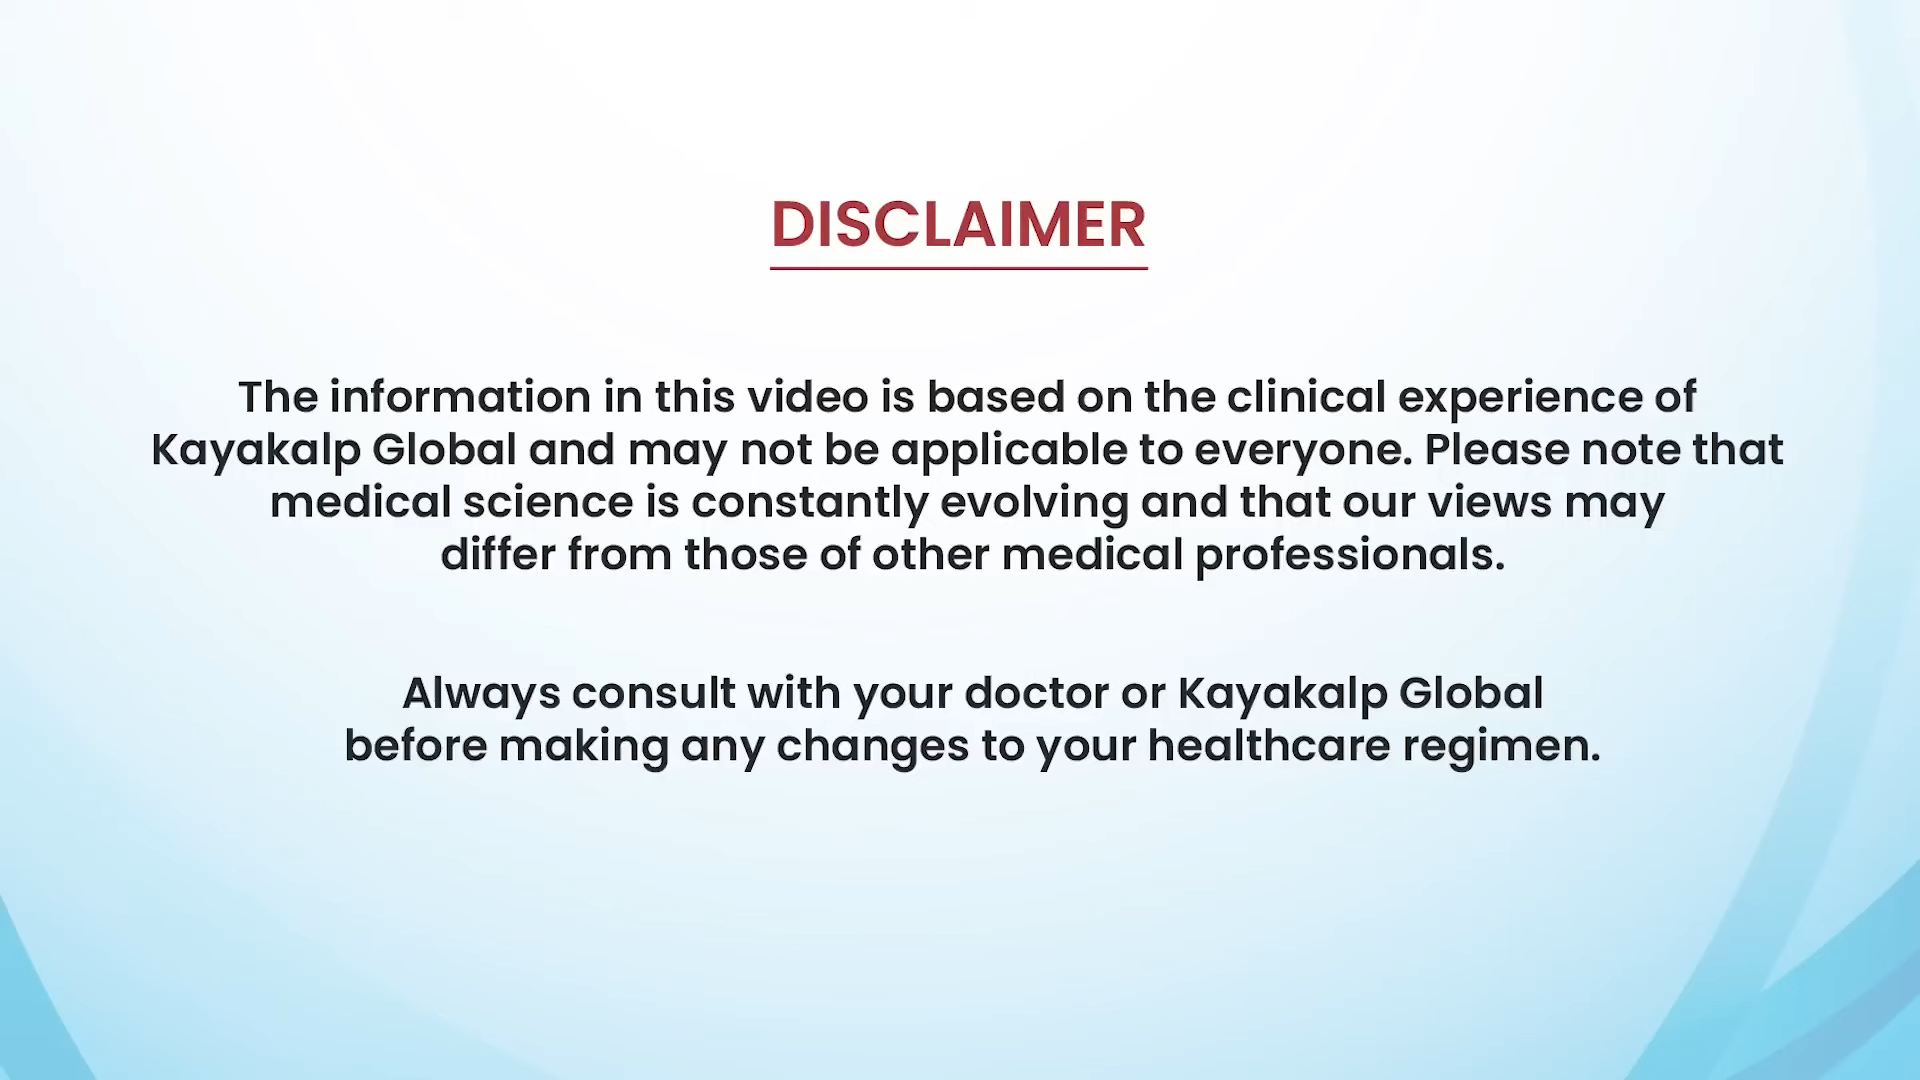 DISCLAIMER
The information in this video is based on the clinical experience of
Kayakalp Global and may not be applicable to everyone. Please note that
medical science is constantly evolving and that our views may
differ from those of other medical professionals.
Always consult with your doctor or Kayakalp Global
before making any changes to your healthcare regimen.